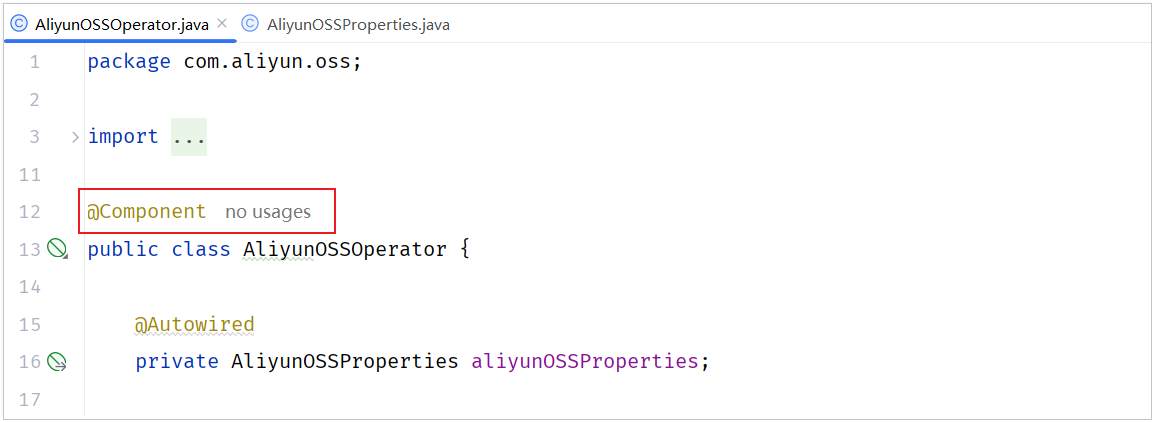 AliyunOSSOperator.java AliyunOSSProperties.java
1 package com.aliyun.oss;
2
3 import ...
11
12 @Component no usages
13 public class AliyunOSSOperator {
14
15 @Autowired
16 private AliyunOSSProperties aliyunOSSProperties;
17